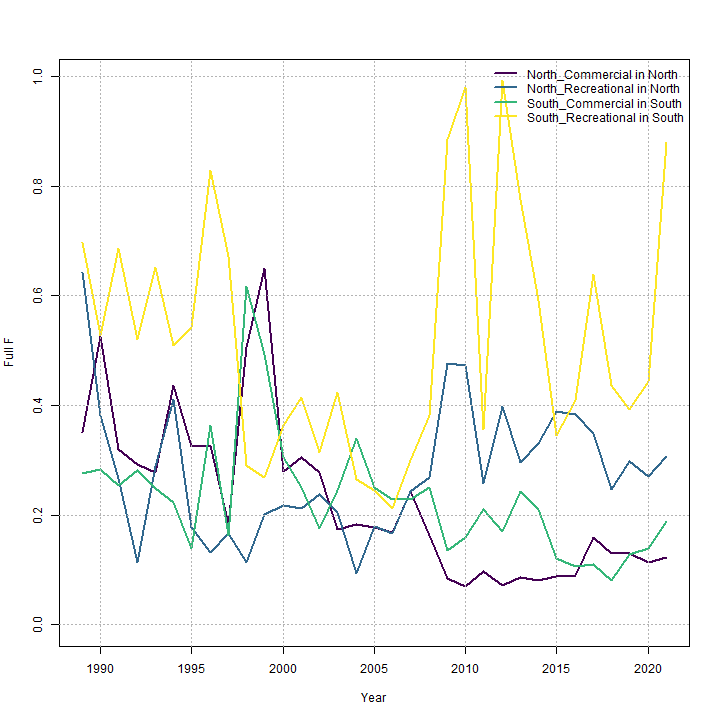 North_Commercial in North
North_Recreational in North
South_Commercial in South
South_Recreational in South
1.0
0.8
0.6
0.4
0.2
0.0
Full F
1990 1995 2000 2005 2010 2015 2020
Year